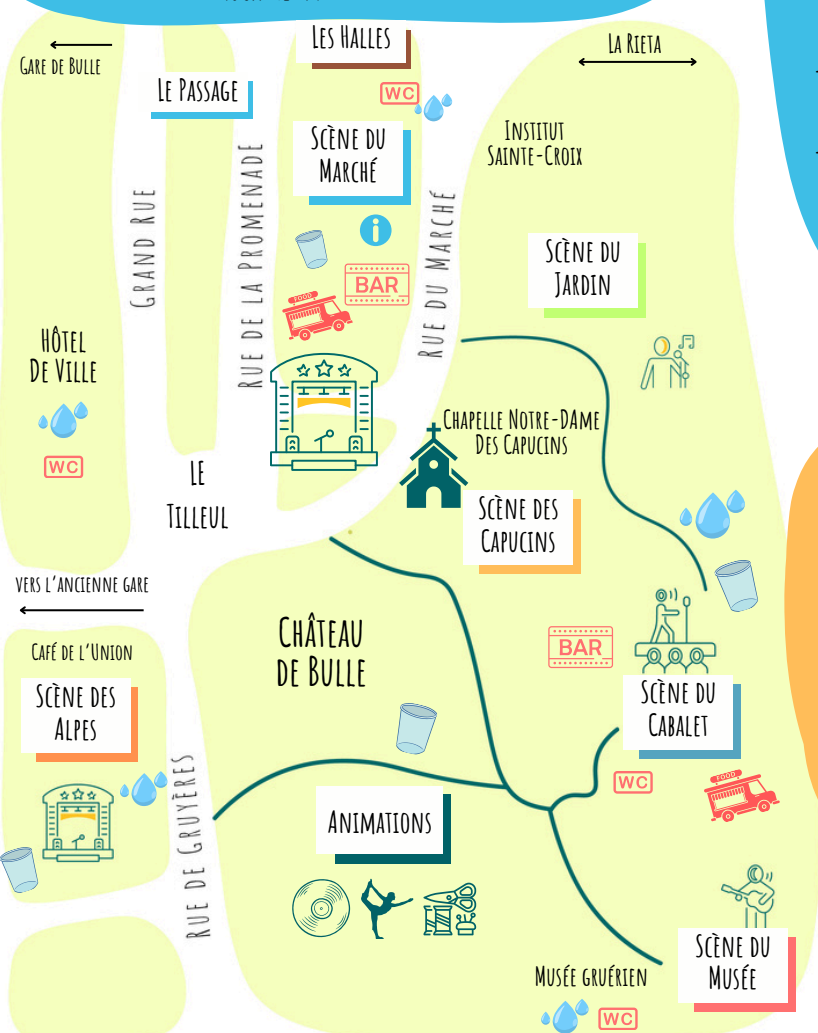 Les Halles
La Rieta
Gare de Bulle
Le Passage
WC
Scène du
Marché
Institut
Sainte-Croix
Grand Rue
Rue de la Promenade
Rue du Marché
i
BAR
FOOD
Scène du
Jardin
Hôtel
De Ville
WC
Chapelle Notre-DAme
Des Capucins
LE
Tilleul
Scène des
Capucins
vers l'ancienne gare
Château
de Bulle
BAR
Café de l'Union
Scène des
Alpes
Scène du
Cabalet
WC
FOOD
Rue de Gruyères
Animations
Scène du
Musée
Musée gruérien
WC